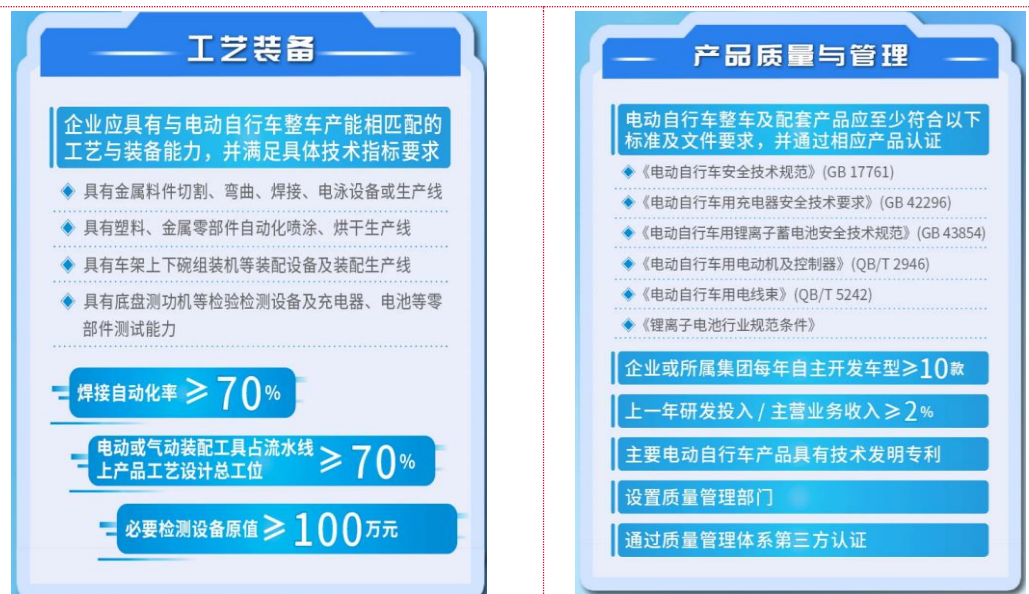 工艺装备
企业应具有与电动自行车整车产能相匹配的
工艺与装备能力，并满足具体技术指标要求
具有金属料件切割、弯曲、焊接、电泳设备或生产线
具有塑料、金属零部件自动化喷涂、烘干生产线
具有车架上下碗组装机等装配设备及装配生产线
具有底盘测功机等检验检测设备及充电器、电池等零
部件测试能力
焊接自动化率≥70%
电动或气动装配工具占流水线
上产品工艺设计总工位≥70%
必要检测设备原值≥100万元
产品质量与管理
电动自行车整车及配套产品应至少符合以下
标准及文件要求，并通过相应产品认证
《电动自行车安全技术规范》(GB 17761)
《电动自行车用充电器安全技术要求》(GB 42296)
《电动自行车用锂离子蓄电池安全技术规范》(GB 43854)
《电动自行车用电动机及控制器》(QB/T 2946)
《电动自行车用电线束》(QB/T 5242)
《锂离子电池行业规范条件》
企业或所属集团每年自主开发车型≥10款
上一年研发投入/主营业务收入≥2%
主要电动自行车产品具有技术发明专利
设置质量管理部门
通过质量管理体系第三方认证